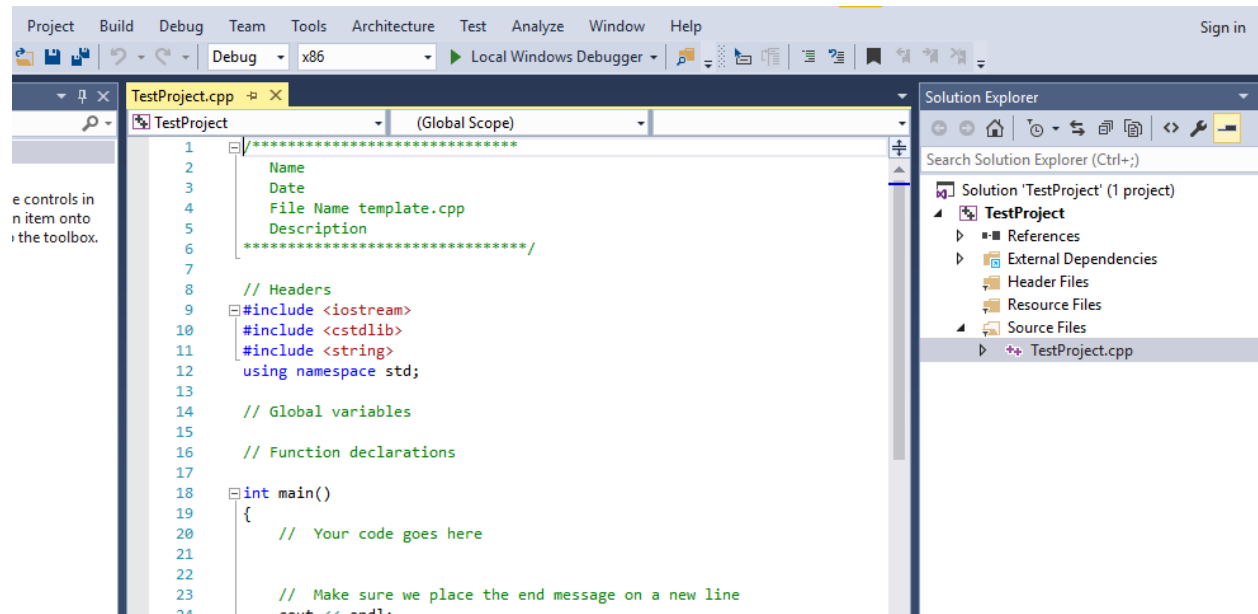 Project Build Debug Team Tools Architecture Test Analyze Window Help Sign in
Debug x86 Local Windows Debugger
e controls in
n item onto
the toolbox.
TestProject.cpp
TestProject (Global Scope)
1 /******************************
2 Name
3 Date
4 File Name template.cpp
5 Description
6 ********************************/
7
8 // Headers
9 #include <iostream>
10 #include <cstdlib>
11 #include <string>
12 using namespace std;
13
14 // Global variables
15
16 // Function declarations
17
18 int main()
19 {
20 // Your code goes here
21
22
23 // Make sure we place the end message on a new line
24 cout << endl;
Solution Explorer
Search Solution Explorer (Ctrl+;)
Solution 'TestProject' (1 project)
TestProject
References
External Dependencies
Header Files
Resource Files
Source Files
TestProject.cpp